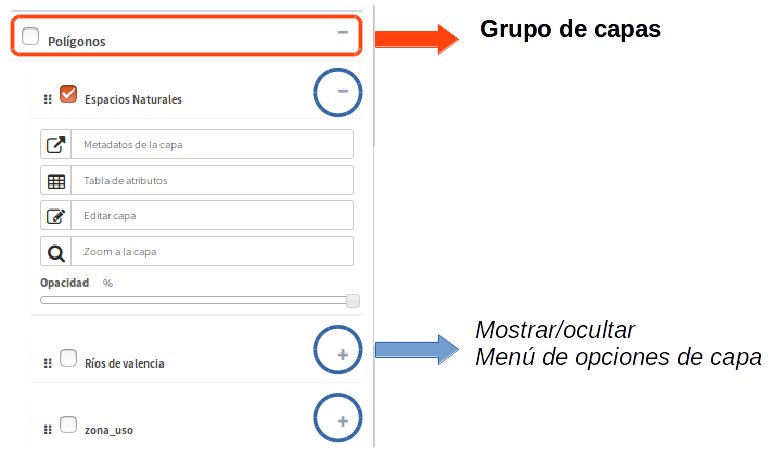 Polígonos
Grupo de capas
Espacios Naturales
Metadatos de la capa
Tabla de atributos
Editar capa
Zoom a la capa
Opacidad %
Mostrar/ocultar
Menú de opciones de capa
Ríos de valencia
zona_uso